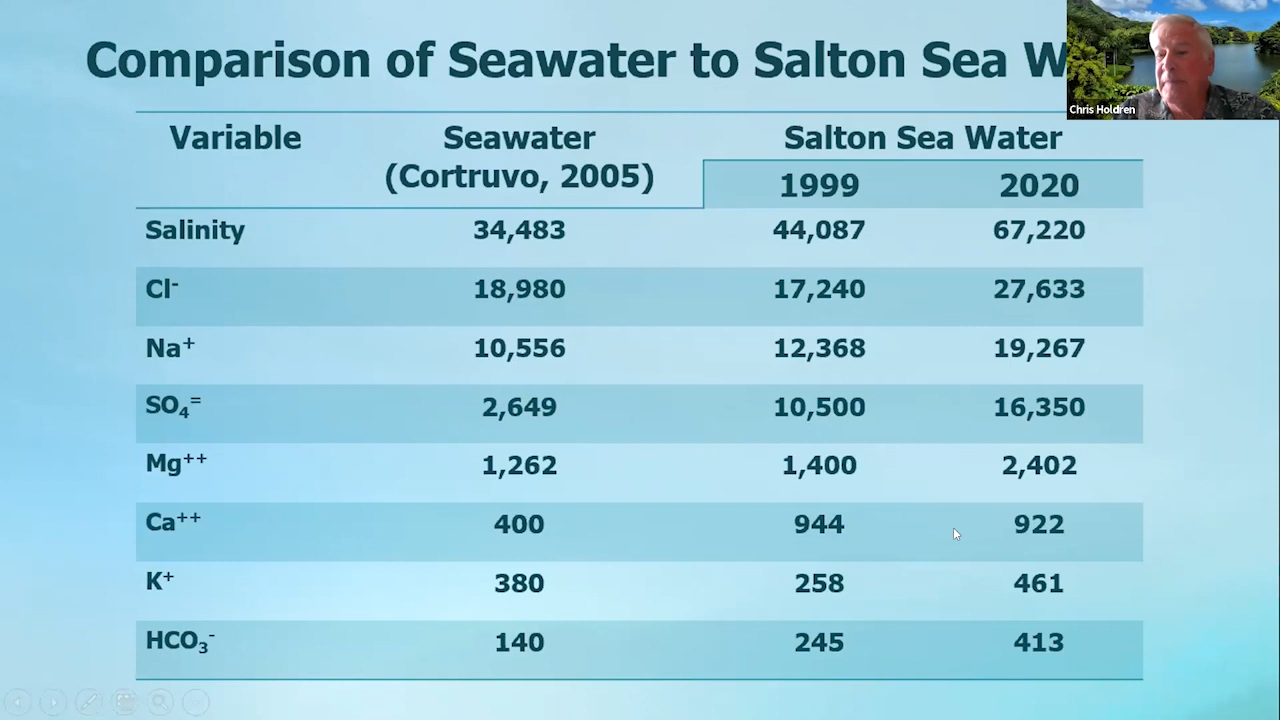 Comparison of Seawater to Salton Sea W
Chris Holdren
Variable Seawater Salton Sea Water
(Cortruvo, 2005) 1999 2020
Salinity 34,483 44,087 67,220
Cl⁻ 18,980 17,240 27,633
Na⁺ 10,556 12,368 19,267
SO₄⁼ 2,649 10,500 16,350
Mg⁺⁺ 1,262 1,400 2,402
Ca⁺⁺ 400 944 922
K⁺ 380 258 461
HCO₃⁻ 140 245 413